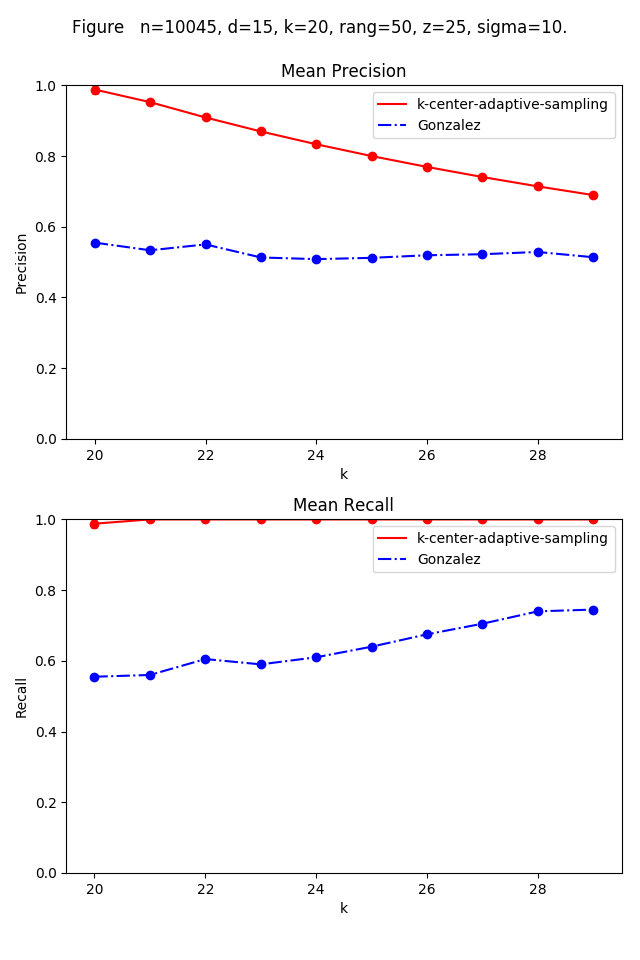 Figure   n=10045, d=15, k=20, rang=50, z=25, sigma=10.
Mean Precision
1.0
k-center-adaptive-sampling
Gonzalez
0.8
0.6
Precision
0.4
0.2
0.0
20 22 24 26 28
k
Mean Recall
1.0
k-center-adaptive-sampling
Gonzalez
0.8
0.6
Recall
0.4
0.2
0.0
20 22 24 26 28
k